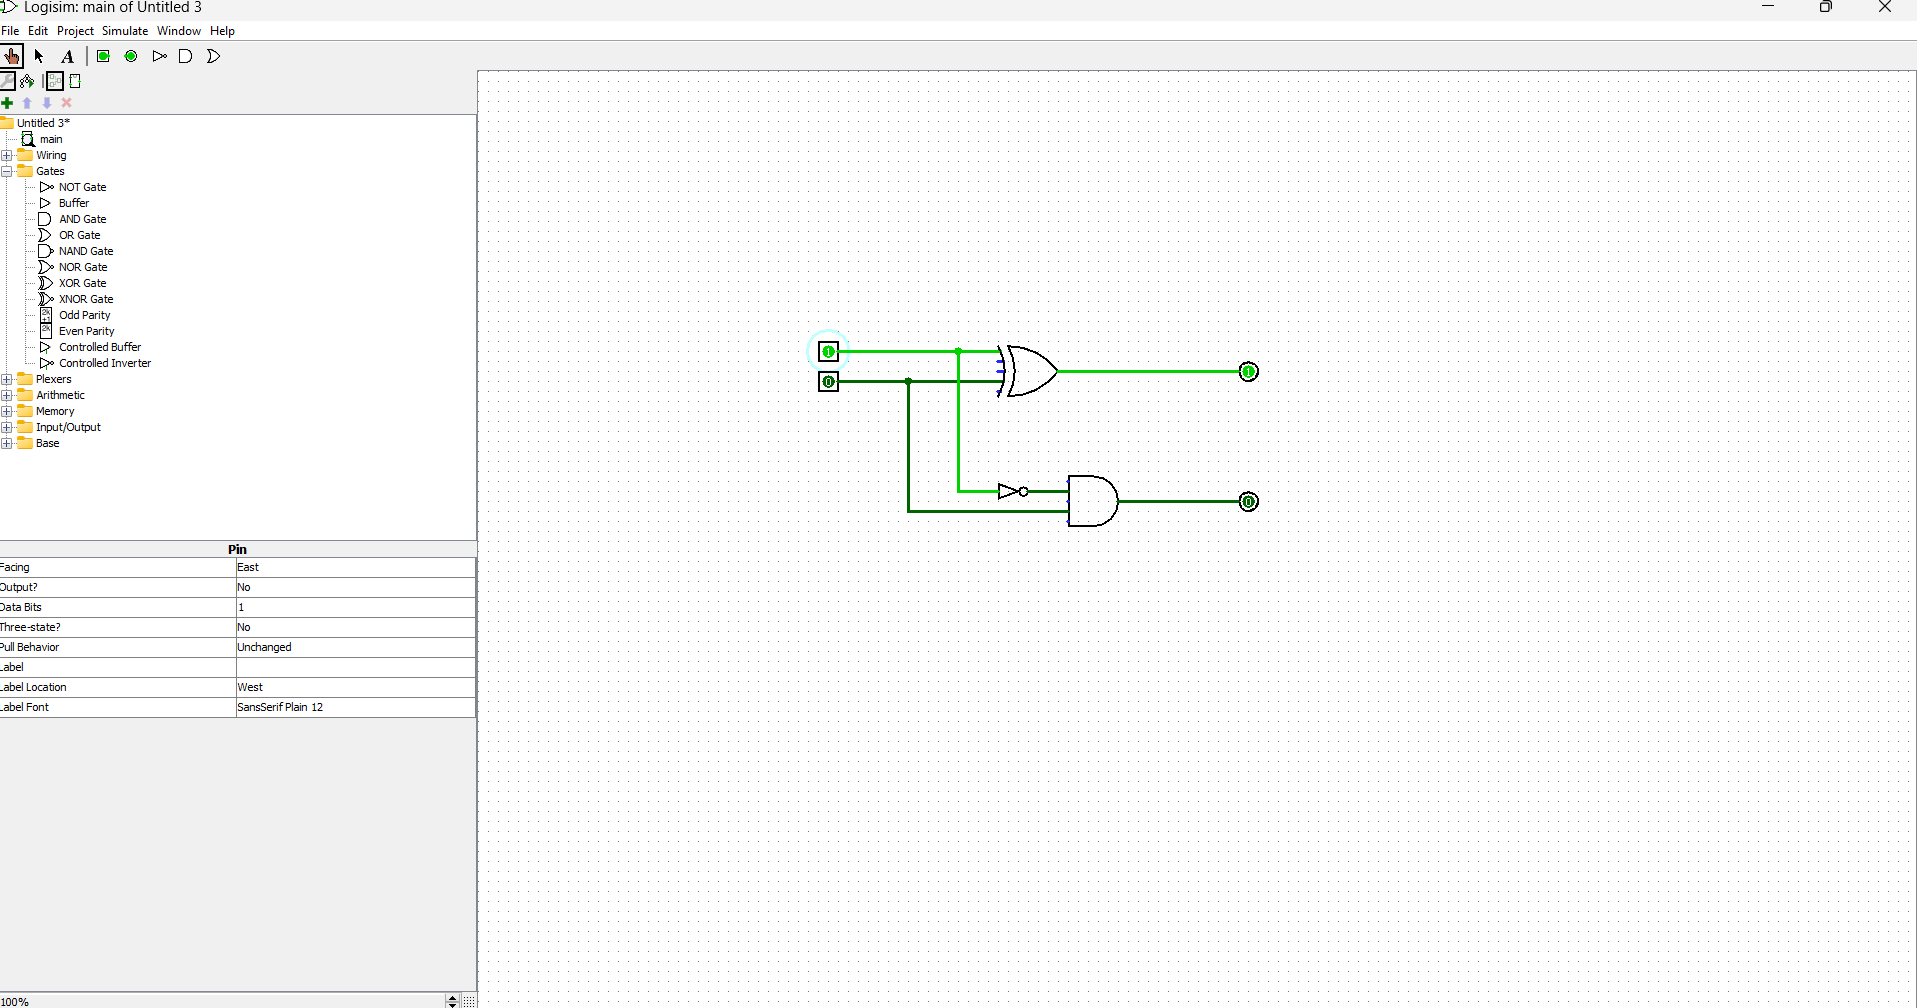 Logisim: main of Untitled 3
File Edit Project Simulate Window Help
A
Untitled 3*
main
Wiring
Gates
NOT Gate
Buffer
AND Gate
OR Gate
NAND Gate
NOR Gate
XOR Gate
XNOR Gate
2k+1 Odd Parity
2k Even Parity
Controlled Buffer
Controlled Inverter
Plexers
Arithmetic
Memory
Input/Output
Base
Pin
Facing East
Output? No
Data Bits 1
Three-state? No
Pull Behavior Unchanged
Label
Label Location West
Label Font SansSerif Plain 12
100%
1
0
1
0